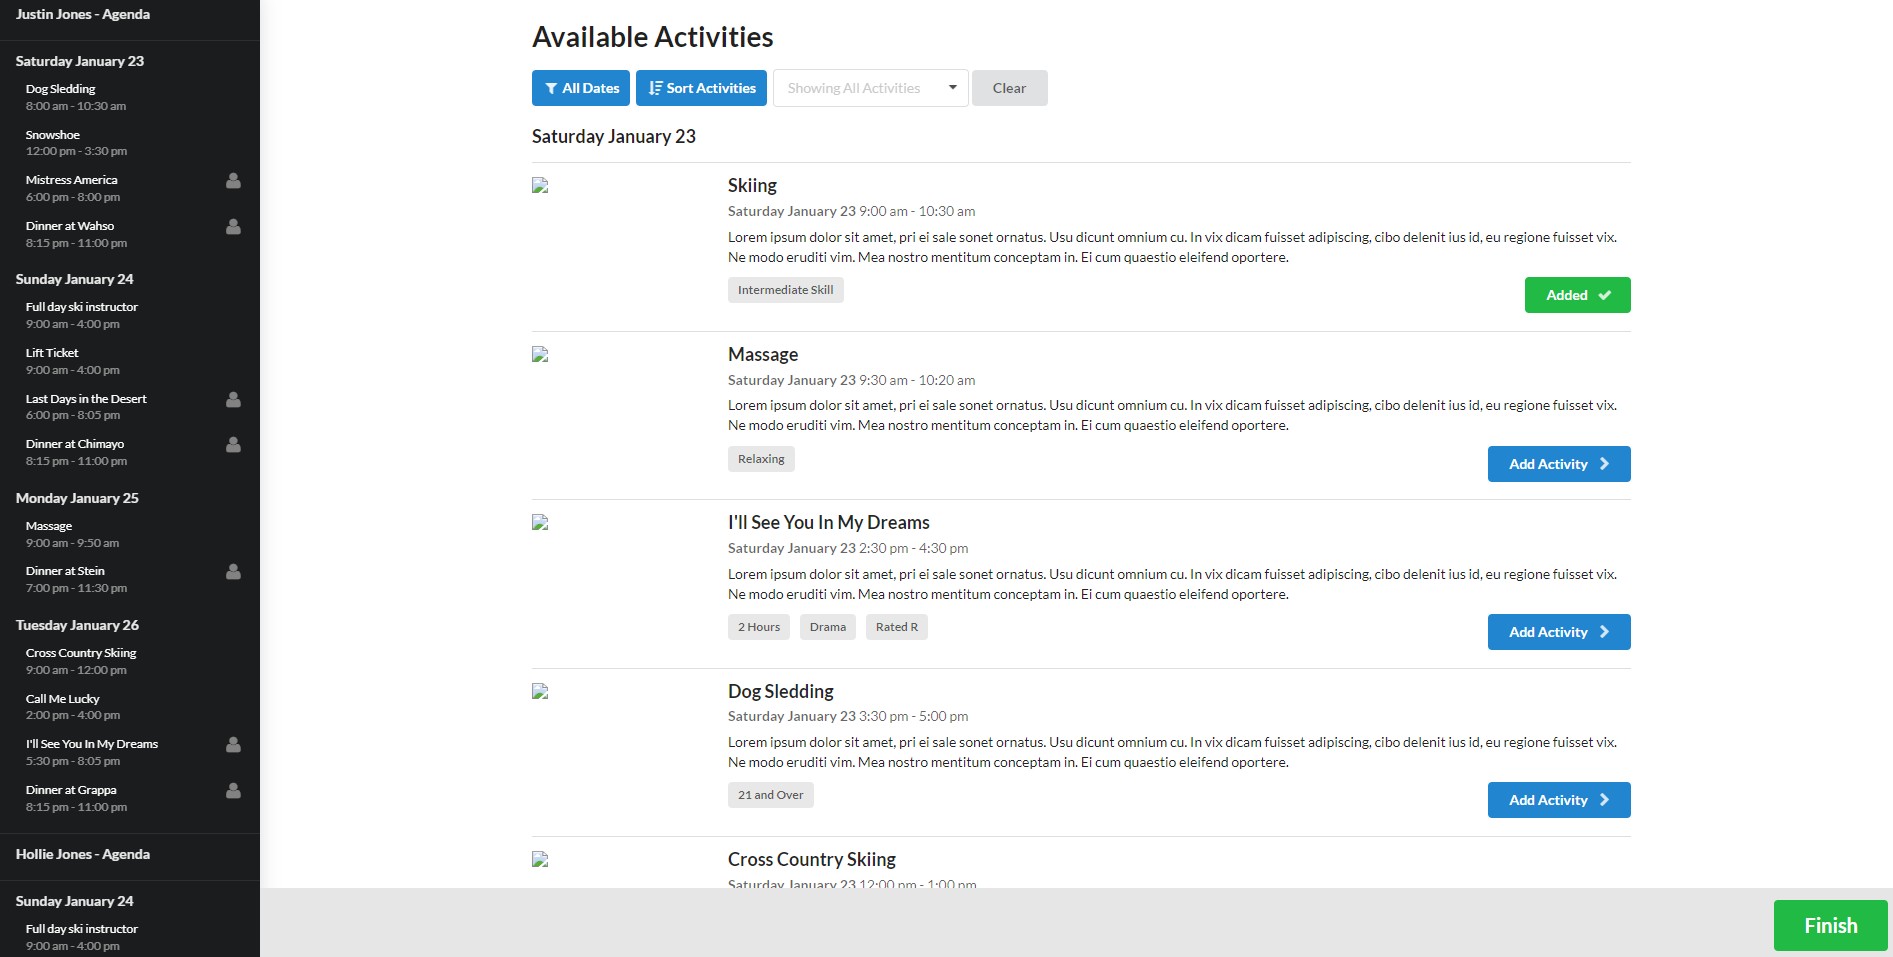 Justin Jones - Agenda
Saturday January 23
Dog Sledding
8:00 am - 10:30 am
Snowshoe
12:00 pm - 3:30 pm
Mistress America
6:00 pm - 8:00 pm
Dinner at Wahso
8:15 pm - 11:00 pm
Sunday January 24
Full day ski instructor
9:00 am - 4:00 pm
Lift Ticket
9:00 am - 4:00 pm
Last Days in the Desert
6:00 pm - 8:05 pm
Dinner at Chimayo
8:15 pm - 11:00 pm
Monday January 25
Massage
9:00 am - 9:50 am
Dinner at Stein
7:00 pm - 11:30 pm
Tuesday January 26
Cross Country Skiing
9:00 am - 12:00 pm
Call Me Lucky
2:00 pm - 4:00 pm
I'll See You In My Dreams
5:30 pm - 8:05 pm
Dinner at Grappa
8:15 pm - 11:00 pm
Hollie Jones - Agenda
Sunday January 24
Full day ski instructor
9:00 am - 4:00 pm
Available Activities
All Dates
Sort Activities
Showing All Activities
Clear
Saturday January 23
Skiing
Saturday January 23 9:00 am - 10:30 am
Lorem ipsum dolor sit amet, pri ei sale sonet ornatus. Usu dicunt omnium cu. In vix dicam fuisset adipiscing, cibo delenit ius id, eu regione fuisset vix.
Ne modo eruditi vim. Mea nostro mentitum conceptam in. Ei cum quaestio eleifend oportere.
Intermediate Skill
Added
Massage
Saturday January 23 9:30 am - 10:20 am
Lorem ipsum dolor sit amet, pri ei sale sonet ornatus. Usu dicunt omnium cu. In vix dicam fuisset adipiscing, cibo delenit ius id, eu regione fuisset vix.
Ne modo eruditi vim. Mea nostro mentitum conceptam in. Ei cum quaestio eleifend oportere.
Relaxing
Add Activity
I'll See You In My Dreams
Saturday January 23 2:30 pm - 4:30 pm
Lorem ipsum dolor sit amet, pri ei sale sonet ornatus. Usu dicunt omnium cu. In vix dicam fuisset adipiscing, cibo delenit ius id, eu regione fuisset vix.
Ne modo eruditi vim. Mea nostro mentitum conceptam in. Ei cum quaestio eleifend oportere.
2 Hours Drama Rated R
Add Activity
Dog Sledding
Saturday January 23 3:30 pm - 5:00 pm
Lorem ipsum dolor sit amet, pri ei sale sonet ornatus. Usu dicunt omnium cu. In vix dicam fuisset adipiscing, cibo delenit ius id, eu regione fuisset vix.
Ne modo eruditi vim. Mea nostro mentitum conceptam in. Ei cum quaestio eleifend oportere.
21 and Over
Add Activity
Cross Country Skiing
Saturday January 23 12:00 pm - 1:00 pm
Finish